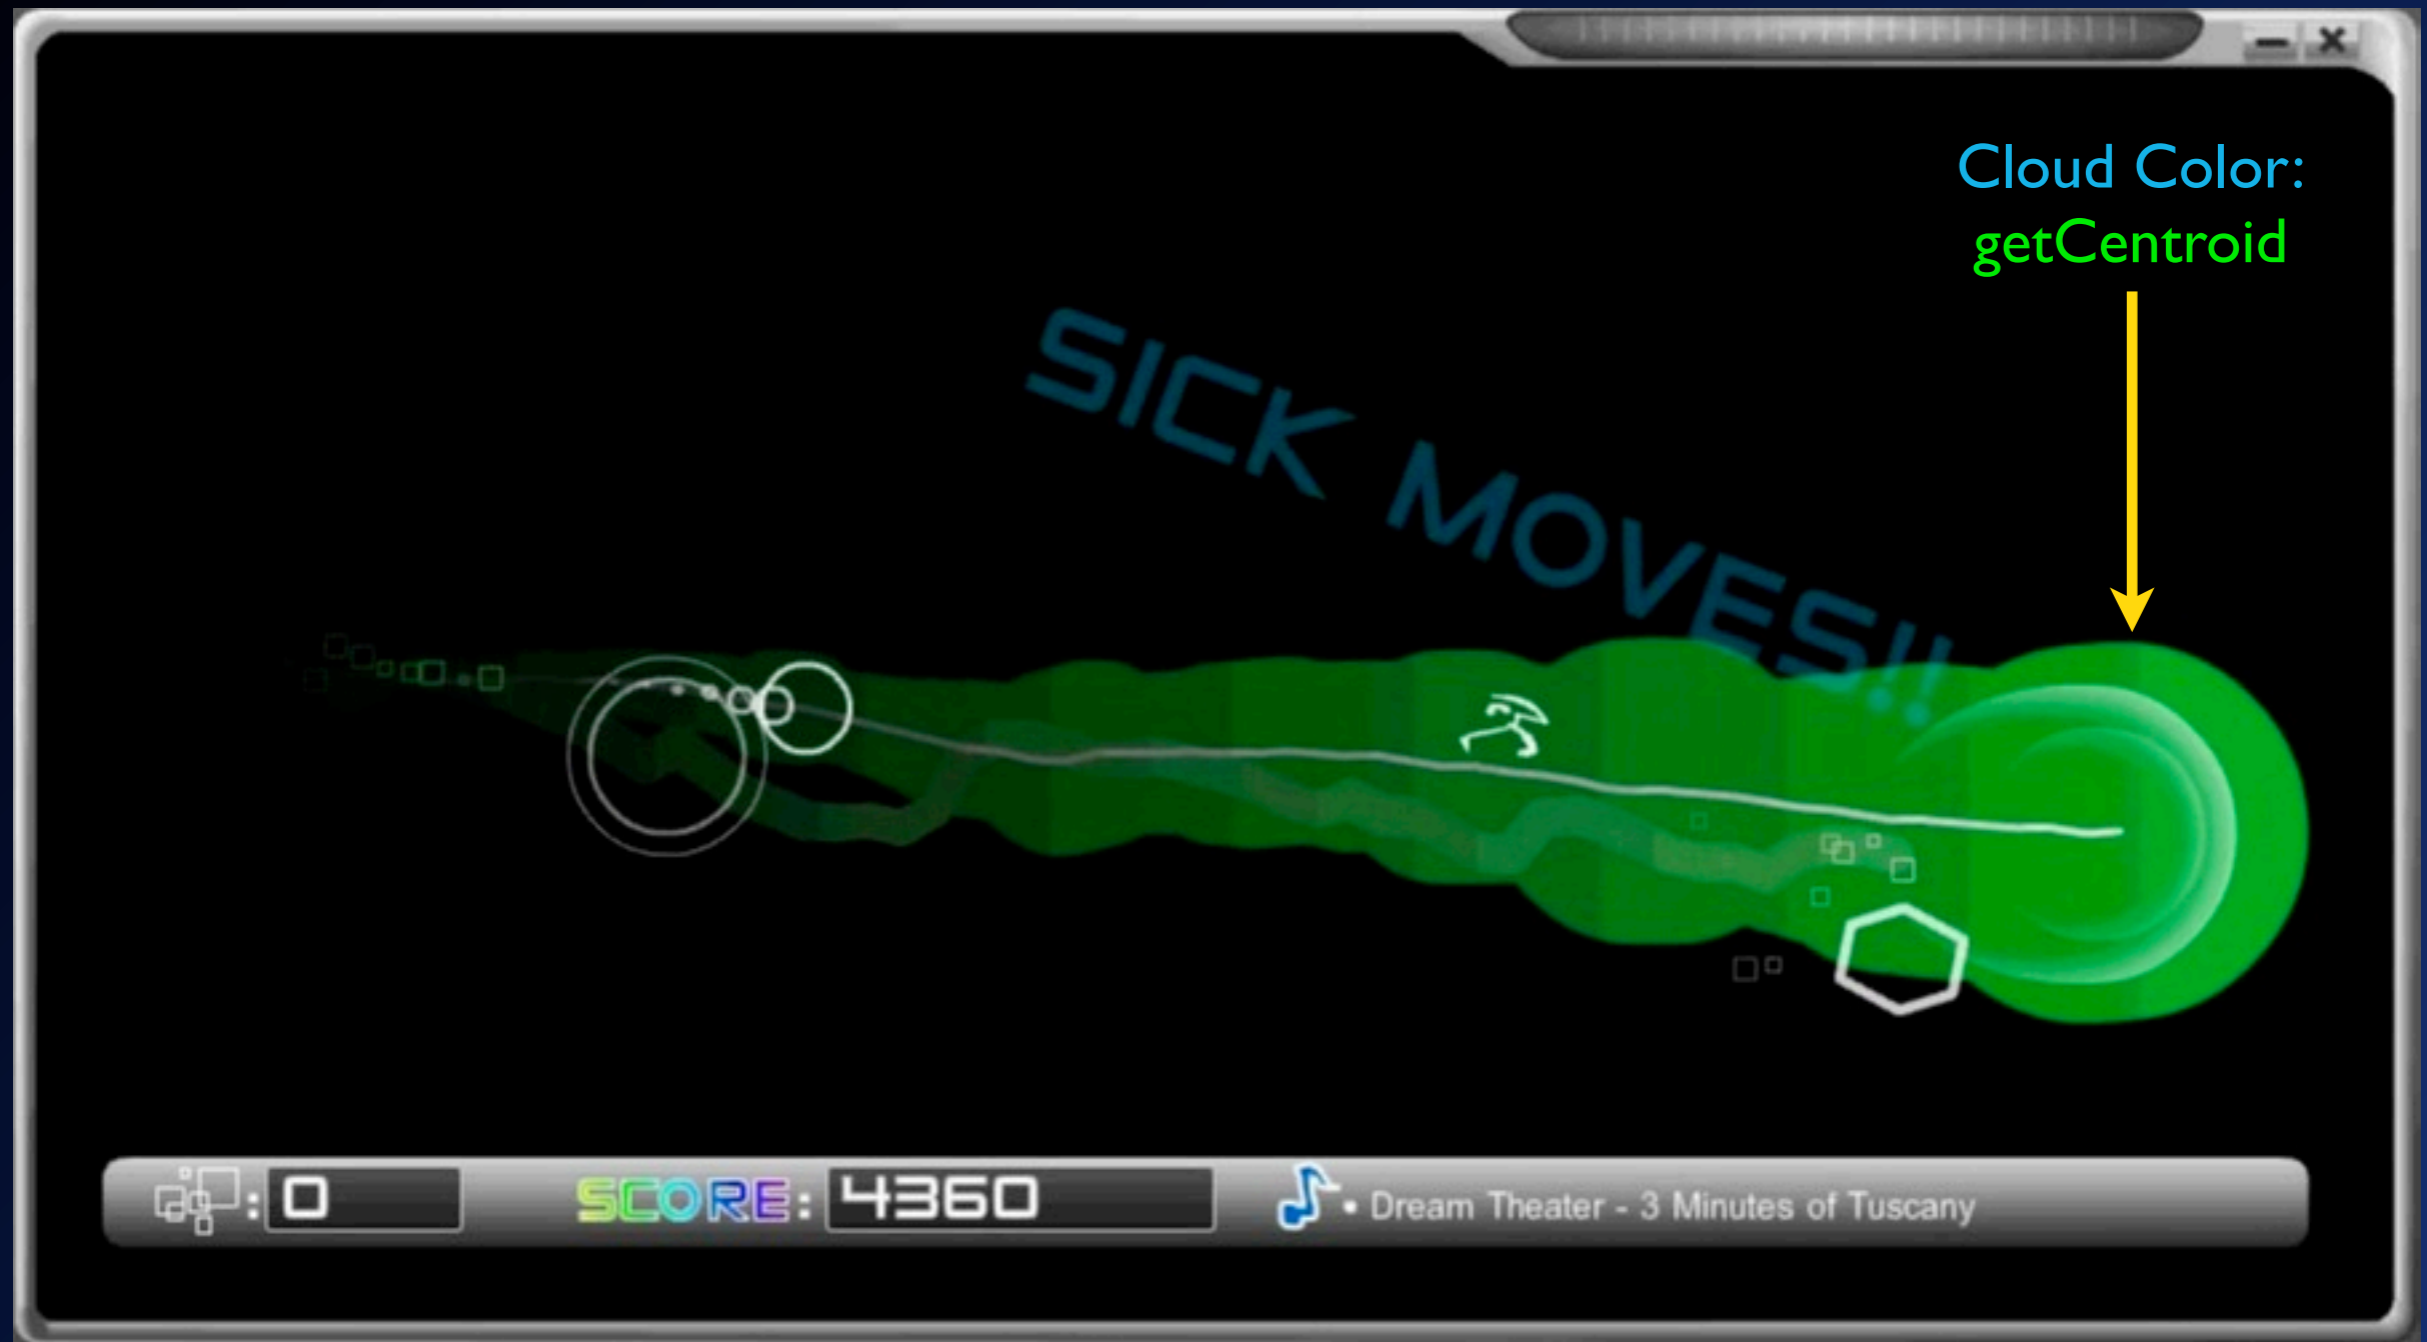 Cloud Color:
getCentroid
SICK MOVES!!
: 0
SCORE: 4360
• Dream Theater - 3 Minutes of Tuscany